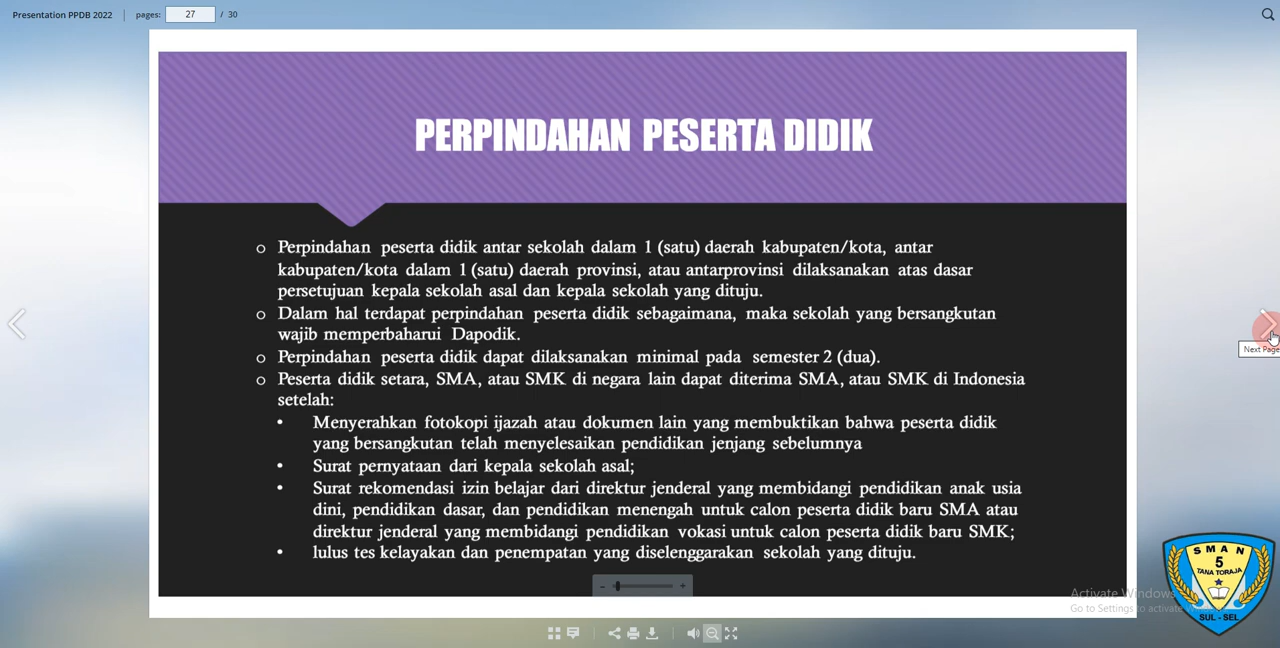 Presentation PPDB 2022
pages: 27 / 30
PERPINDAHAN PESERTA DIDIK
o Perpindahan peserta didik antar sekolah dalam 1 (satu) daerah kabupaten/kota, antar
kabupaten/kota dalam 1 (satu) daerah provinsi, atau antarprovinsi dilaksanakan atas dasar
persetujuan kepala sekolah asal dan kepala sekolah yang dituju.
o Dalam hal terdapat perpindahan peserta didik sebagaimana, maka sekolah yang bersangkutan
wajib memperbaharui Dapodik.
o Perpindahan peserta didik dapat dilaksanakan minimal pada semester 2 (dua).
o Peserta didik setara, SMA, atau SMK di negara lain dapat diterima SMA, atau SMK di Indonesia
setelah:
• Menyerahkan fotokopi ijazah atau dokumen lain yang membuktikan bahwa peserta didik
yang bersangkutan telah menyelesaikan pendidikan jenjang sebelumnya
• Surat pernyataan dari kepala sekolah asal;
• Surat rekomendasi izin belajar dari direktur jenderal yang membidangi pendidikan anak usia
dini, pendidikan dasar, dan pendidikan menengah untuk calon peserta didik baru SMA atau
direktur jenderal yang membidangi pendidikan vokasi untuk calon peserta didik baru SMK;
• lulus tes kelayakan dan penempatan yang diselenggarakan sekolah yang dituju.
Next Page
Activate Windows
Go to Settings to activate
SMAN
5
TANA TORAJA
SUL - SEL